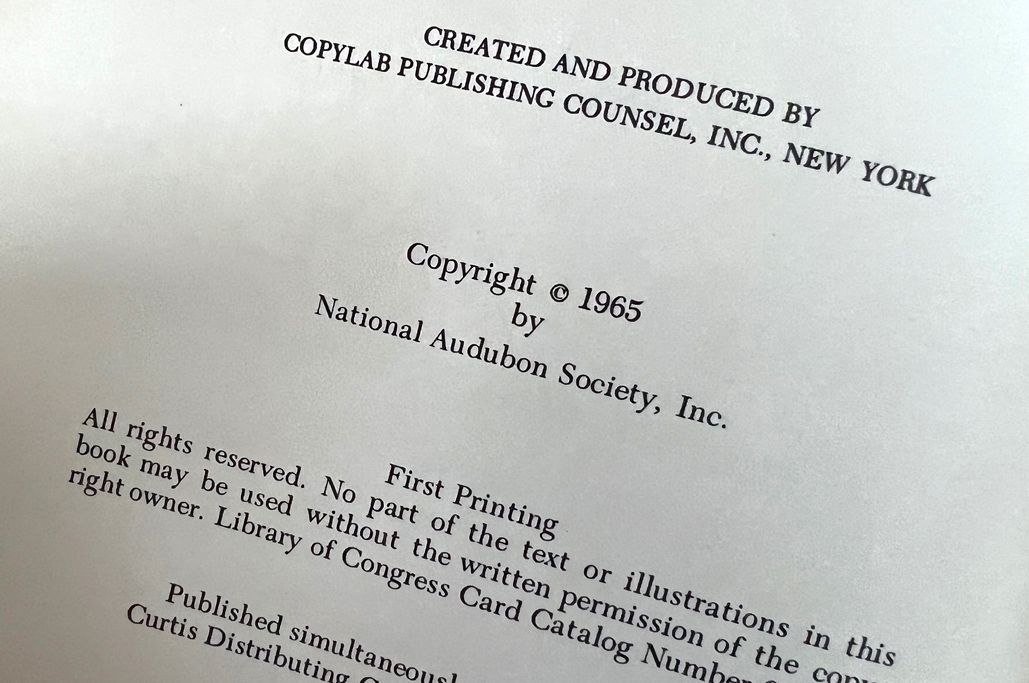 CREATED AND PRODUCED BY
COPYLAB PUBLISHING COUNSEL, INC., NEW YORK
Copyright © 1965
by
National Audubon Society, Inc.
First Printing
All rights reserved. No part of the text or illustrations in this
book may be used without the written permission of the
right owner. Library of Congress Card Catalog Number
Published
Curtis Distributing